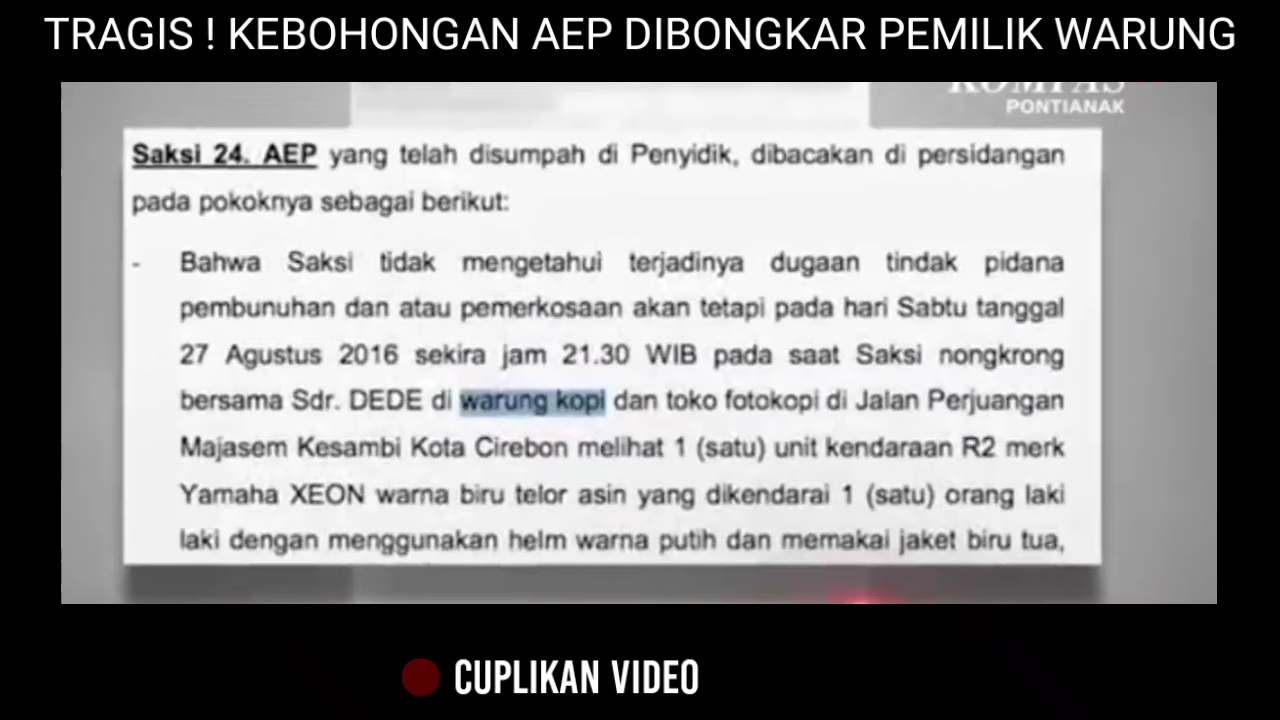 TRAGIS ! KEBOHONGAN AEP DIBONGKAR PEMILIK WARUNG
KOMPAS
PONTIANAK
Saksi 24. AEP yang telah disumpah di Penyidik, dibacakan di persidangan
pada pokoknya sebagai berikut:
- Bahwa Saksi tidak mengetahui terjadinya dugaan tindak pidana
pembunuhan dan atau pemerkosaan akan tetapi pada hari Sabtu tanggal
27 Agustus 2016 sekira jam 21.30 WIB pada saat Saksi nongkrong
bersama Sdr. DEDE di warung kopi dan toko fotokopi di Jalan Perjuangan
Majasem Kesambi Kota Cirebon melihat 1 (satu) unit kendaraan R2 merk
Yamaha XEON warna biru telor asin yang dikendarai 1 (satu) orang laki
laki dengan menggunakan helm warna putih dan memakai jaket biru tua,
CUPLIKAN VIDEO